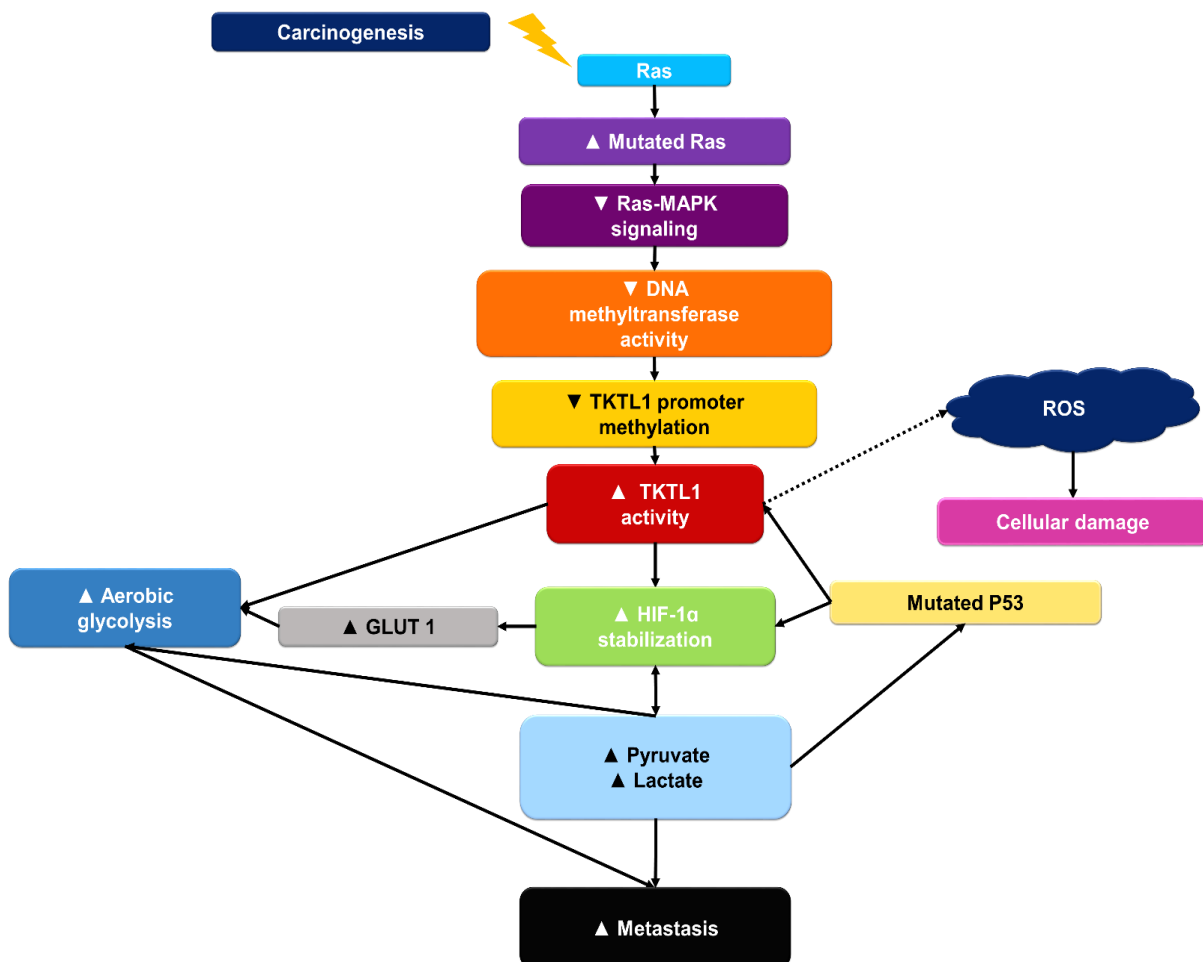 Carcinogenesis
Ras
▲ Mutated Ras
▼ Ras-MAPK
signaling
▼ DNA
methyltransferase
activity
▼ TKTL1 promoter
methylation
ROS
▲ TKTL1
activity
Cellular damage
▲ Aerobic
glycolysis
▲ GLUT 1
▲ HIF-1α
stabilization
Mutated P53
▲ Pyruvate
▲ Lactate
▲ Metastasis